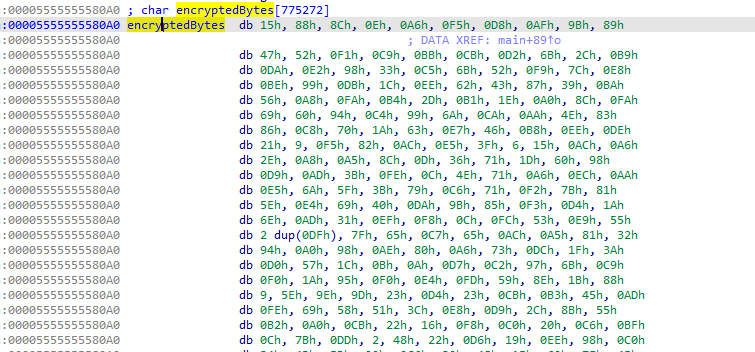 :00005555555580A0 ; char encryptedBytes[775272]
:00005555555580A0 encryptedBytes db 15h, 88h, 8Ch, 0Eh, 0A6h, 0F5h, 0D8h, 0AFh, 9Bh, 89h
:00005555555580A0 ; DATA XREF: main+89↑o
:00005555555580A0 db 47h, 52h, 0F1h, 0C9h, 0BBh, 0CBh, 0D2h, 6Bh, 2Ch, 0B9h
:00005555555580A0 db 0DAh, 0E2h, 98h, 33h, 0C5h, 6Bh, 52h, 0F9h, 7Ch, 0E8h
:00005555555580A0 db 0BEh, 99h, 0DBh, 1Ch, 0EEh, 62h, 43h, 87h, 39h, 0BAh
:00005555555580A0 db 56h, 0A8h, 0FAh, 0B4h, 2Dh, 0B1h, 1Eh, 0A0h, 8Ch, 0FAh
:00005555555580A0 db 69h, 60h, 94h, 0C4h, 99h, 6Ah, 0CAh, 0AAh, 4Eh, 83h
:00005555555580A0 db 86h, 0C8h, 70h, 1Ah, 63h, 0E7h, 46h, 0B8h, 0EEh, 0DEh
:00005555555580A0 db 21h, 9, 0F5h, 82h, 0ACh, 0E5h, 3Fh, 6, 15h, 0ACh, 0A6h
:00005555555580A0 db 2Eh, 0A8h, 0A5h, 8Ch, 0Dh, 36h, 71h, 1Dh, 60h, 98h
:00005555555580A0 db 0D9h, 0ADh, 3Bh, 0FEh, 0Ch, 4Eh, 71h, 0A6h, 0ECh, 0AAh
:00005555555580A0 db 0E5h, 6Ah, 5Fh, 3Bh, 79h, 0C6h, 71h, 0F2h, 7Bh, 81h
:00005555555580A0 db 5Eh, 0E4h, 69h, 40h, 0DAh, 9Bh, 85h, 0F3h, 0D4h, 1Ah
:00005555555580A0 db 6Eh, 0ADh, 31h, 0EFh, 0F8h, 0Ch, 0FCh, 53h, 0E9h, 55h
:00005555555580A0 db 2 dup(0DFh), 7Fh, 65h, 0C7h, 65h, 0ACh, 0A5h, 81h, 32h
:00005555555580A0 db 94h, 0A0h, 98h, 0AEh, 80h, 0A6h, 73h, 0DCh, 1Fh, 3Ah
:00005555555580A0 db 0D0h, 57h, 1Ch, 0Bh, 0Ah, 0D7h, 0C2h, 97h, 6Bh, 0C9h
:00005555555580A0 db 0F0h, 1Ah, 95h, 0F0h, 0E4h, 0FDh, 59h, 8Eh, 1Bh, 88h
:00005555555580A0 db 9, 5Eh, 9Eh, 9Dh, 23h, 0D4h, 23h, 0CBh, 0B3h, 45h, 0ADh
:00005555555580A0 db 0FEh, 69h, 58h, 51h, 3Ch, 0E8h, 0D9h, 2Ch, 8Bh, 55h
:00005555555580A0 db 0B2h, 0A0h, 0CBh, 22h, 16h, 0F8h, 0C0h, 20h, 0C6h, 0BFh
:00005555555580A0 db 0Ch, 7Bh, 0DDh, 2, 48h, 22h, 0D6h, 19h, 0EEh, 98h, 0C0h